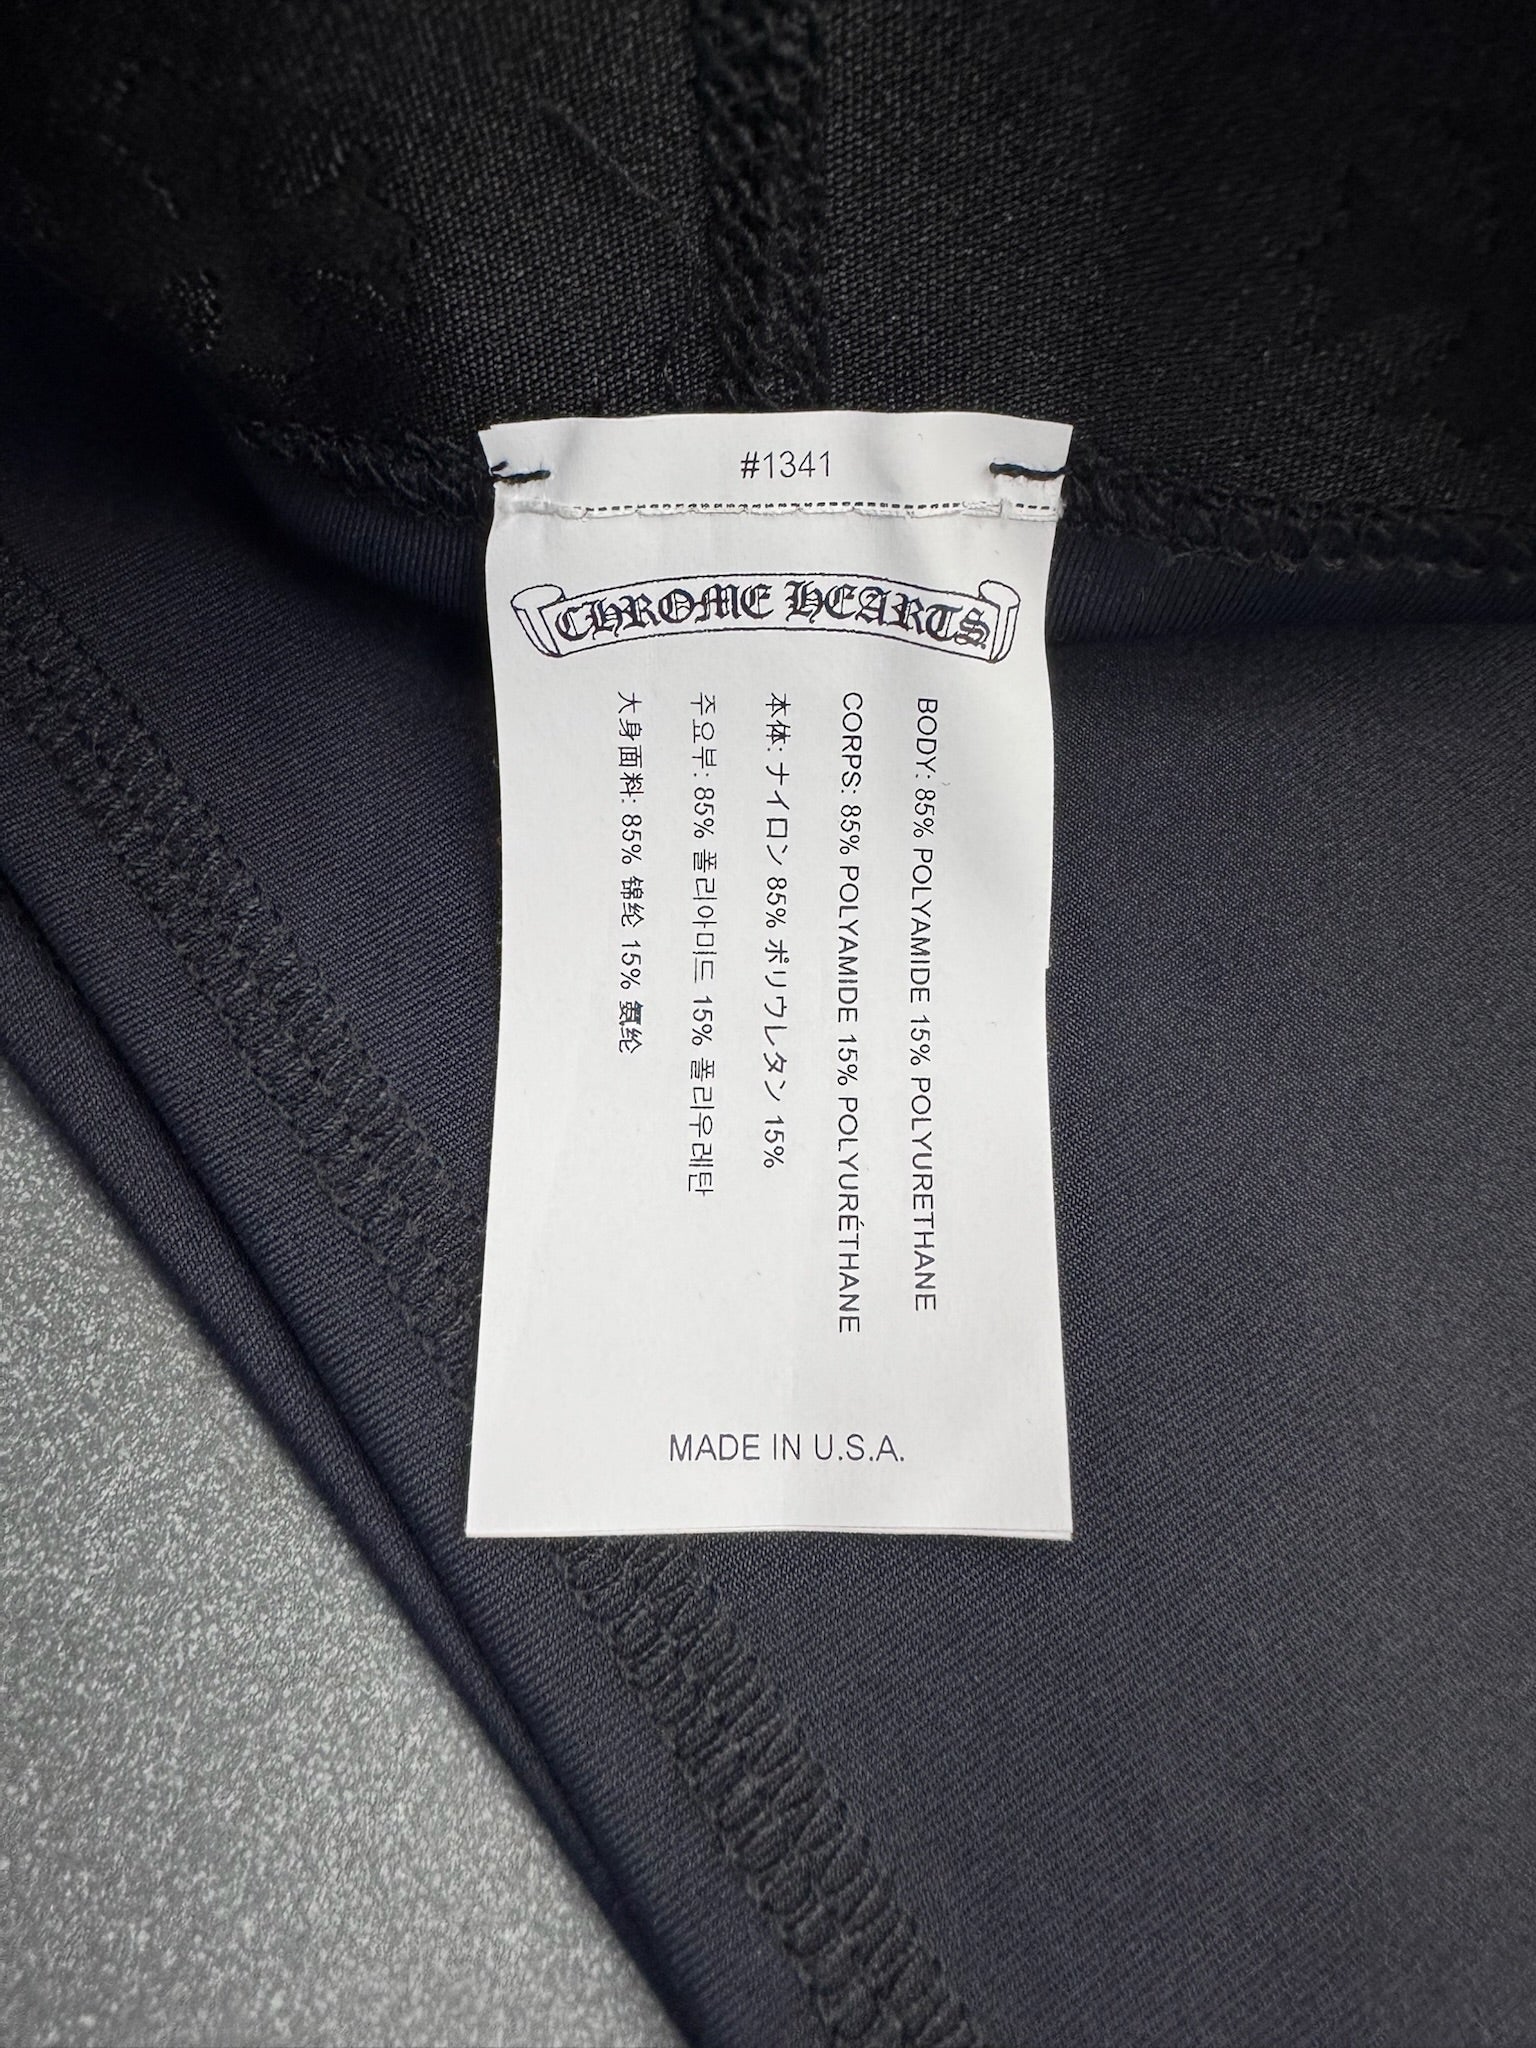 #1341
CHROME HEARTS
BODY: 85% POLYAMIDE 15% POLYURETHANE
CORPS: 85% POLYAMIDE 15% POLYURÉTHANE
本体: ナイロン 85% ポリウレタン 15%
주요부: 85% 폴리아미드 15% 폴리우레탄
大身面料: 85% 锦纶 15% 氨纶
MADE IN U.S.A.